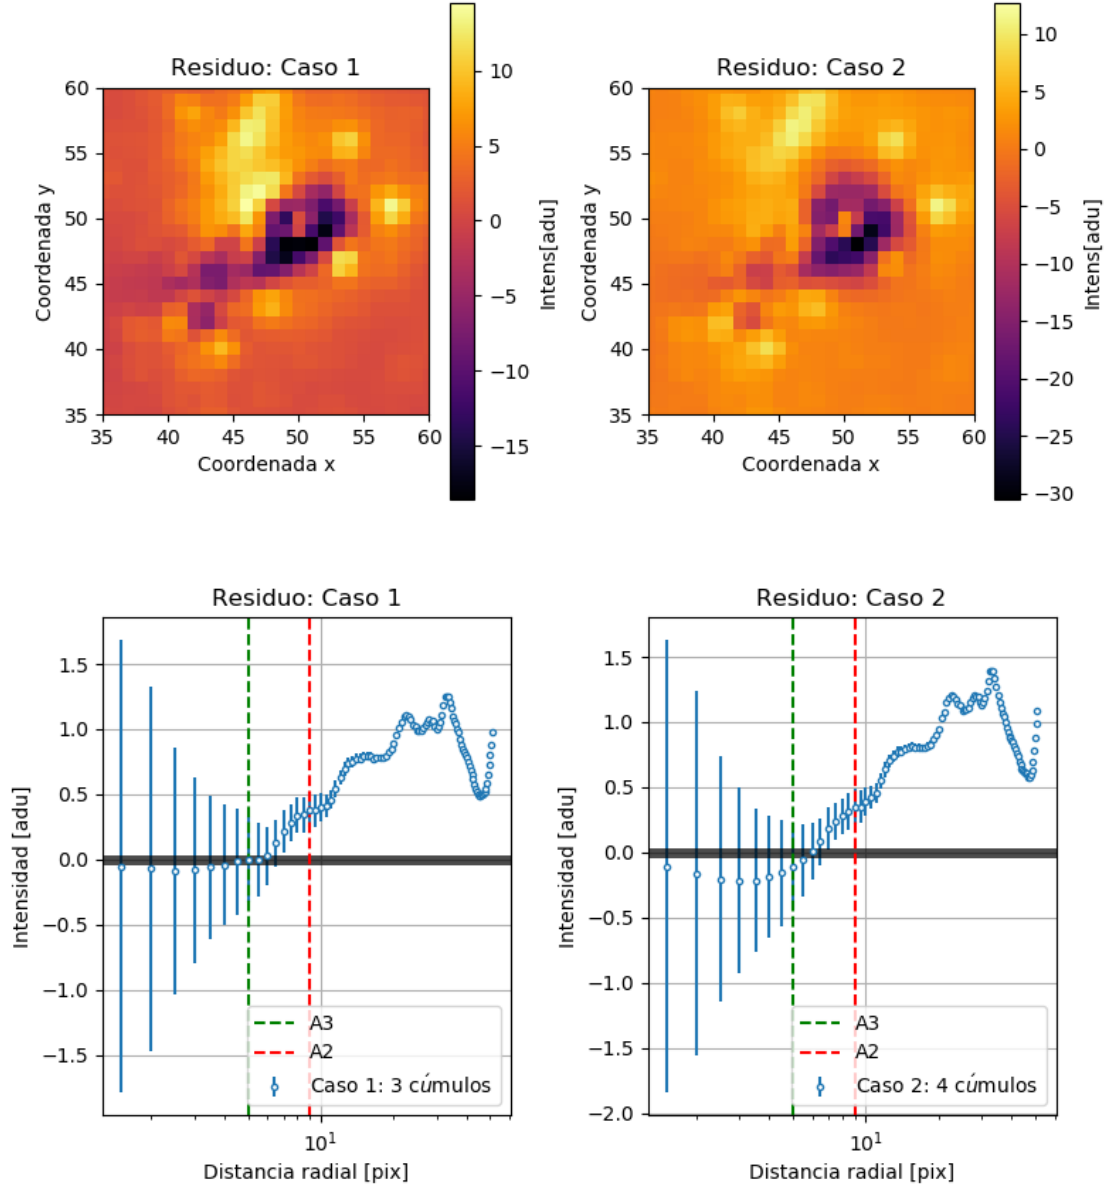 Residuo: Caso 1
60
55
50
45
40
35
35 40 45 50 55 60
Coordenada y
Coordenada x
10
5
0
−5
−10
−15
Intens[adu]
Residuo: Caso 2
60
55
50
45
40
35
35 40 45 50 55 60
Coordenada y
Coordenada x
10
5
0
−5
−10
−15
−20
−25
−30
Intens[adu]
Residuo: Caso 1
1.5
1.0
0.5
0.0
−0.5
−1.0
−1.5
Intensidad [adu]
A3
A2
Caso 1: 3 cúmulos
10¹
Distancia radial [pix]
Residuo: Caso 2
1.5
1.0
0.5
0.0
−0.5
−1.0
−1.5
−2.0
Intensidad [adu]
A3
A2
Caso 2: 4 cúmulos
10¹
Distancia radial [pix]